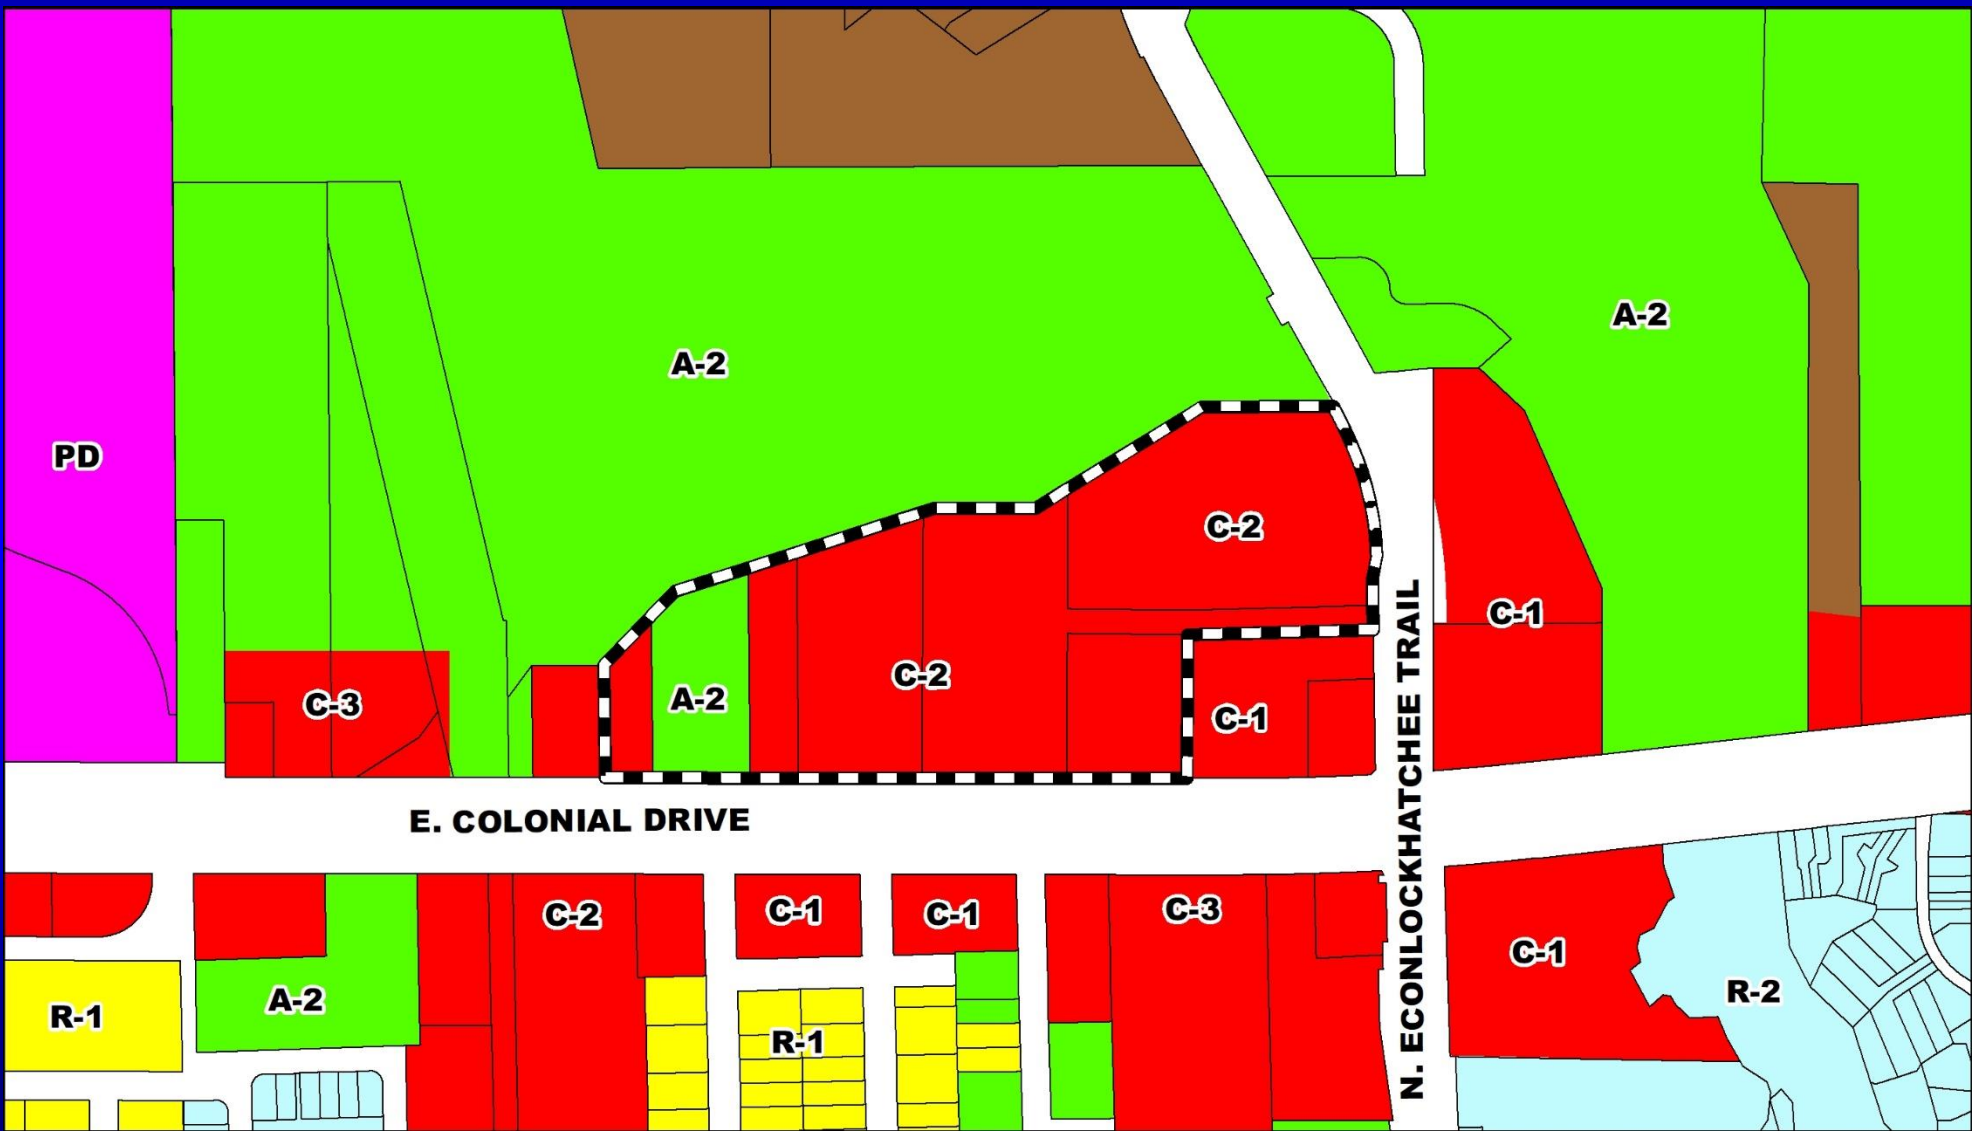 A-2
A-2
PD
C-2
C-1
C-2
A-2
C-3
C-1
E. COLONIAL DRIVE
N. ECONLOCKHATCHEE TRAIL
C-2
C-1
C-1
C-3
C-1
R-2
A-2
R-1
R-1